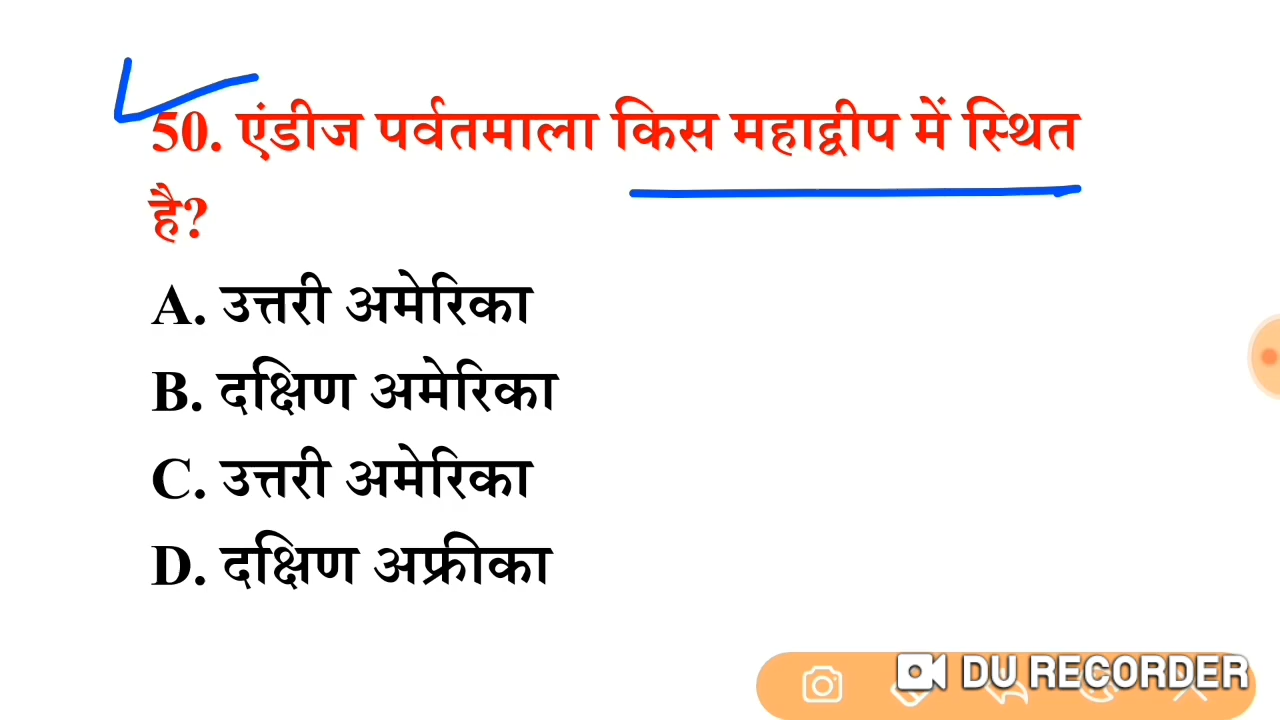 50. एंडीज पर्वतमाला किस महाद्वीप में स्थित
है?
A. उत्तरी अमेरिका
B. दक्षिण अमेरिका
C. उत्तरी अमेरिका
D. दक्षिण अफ्रीका
DU RECORDER